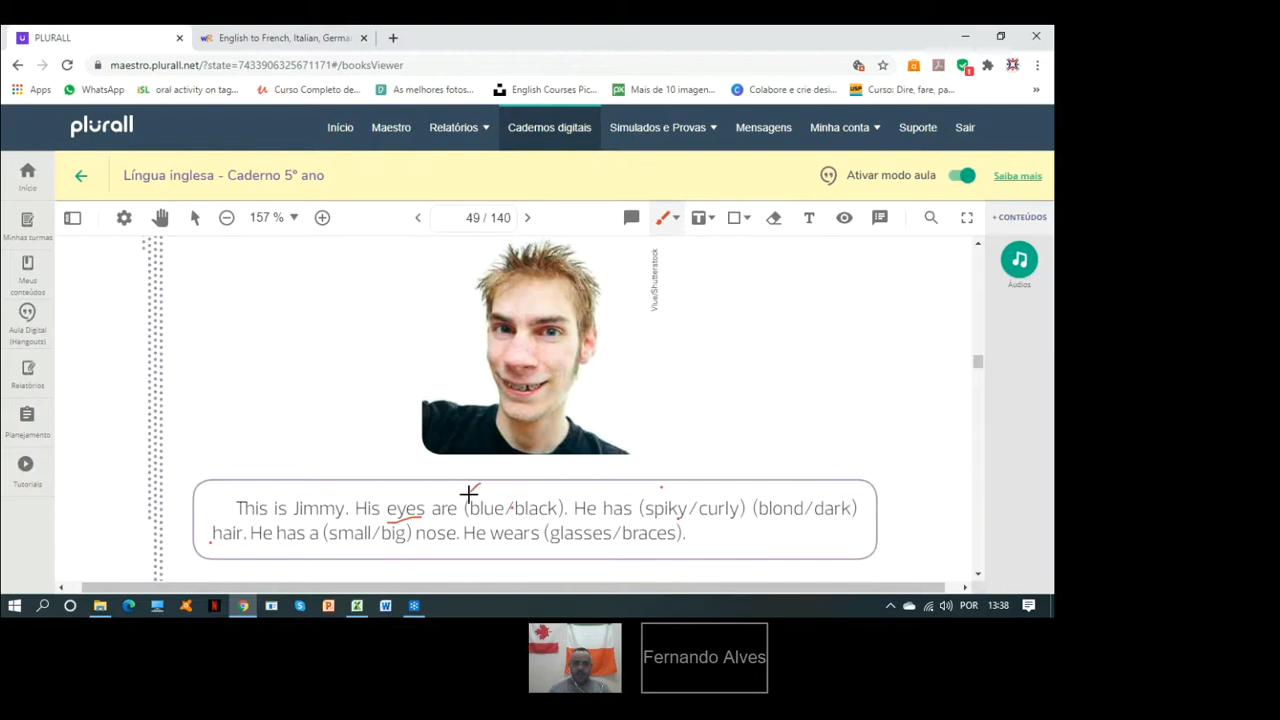 PLURALL
English to French, Italian, Germa
maestro.plurall.net/?state=7433906325671171#/booksViewer
Apps WhatsApp oral activity on tag... Curso Completo de... As melhores fotos... English Courses Pic... Mais de 10 imagen... Colabore e crie desi... Curso: Dire, fare, pa...
plurall Início Maestro Relatórios Cadernos digitais Simulados e Provas Mensagens Minha conta Suporte Sair
Início
Língua inglesa - Caderno 5º ano
Ativar modo aula Saiba mais
157 % 49 / 140 + CONTEÚDOS
Minhas turmas
Meus conteúdos
Aula Digital (Hangouts)
Relatórios
Planejamento
Tutoriais
Áudios
Vlue/Shutterstock
This is Jimmy. His eyes are (blue/black). He has (spiky/curly) (blond/dark)
hair. He has a (small/big) nose. He wears (glasses/braces).
POR 13:38
Fernando Alves